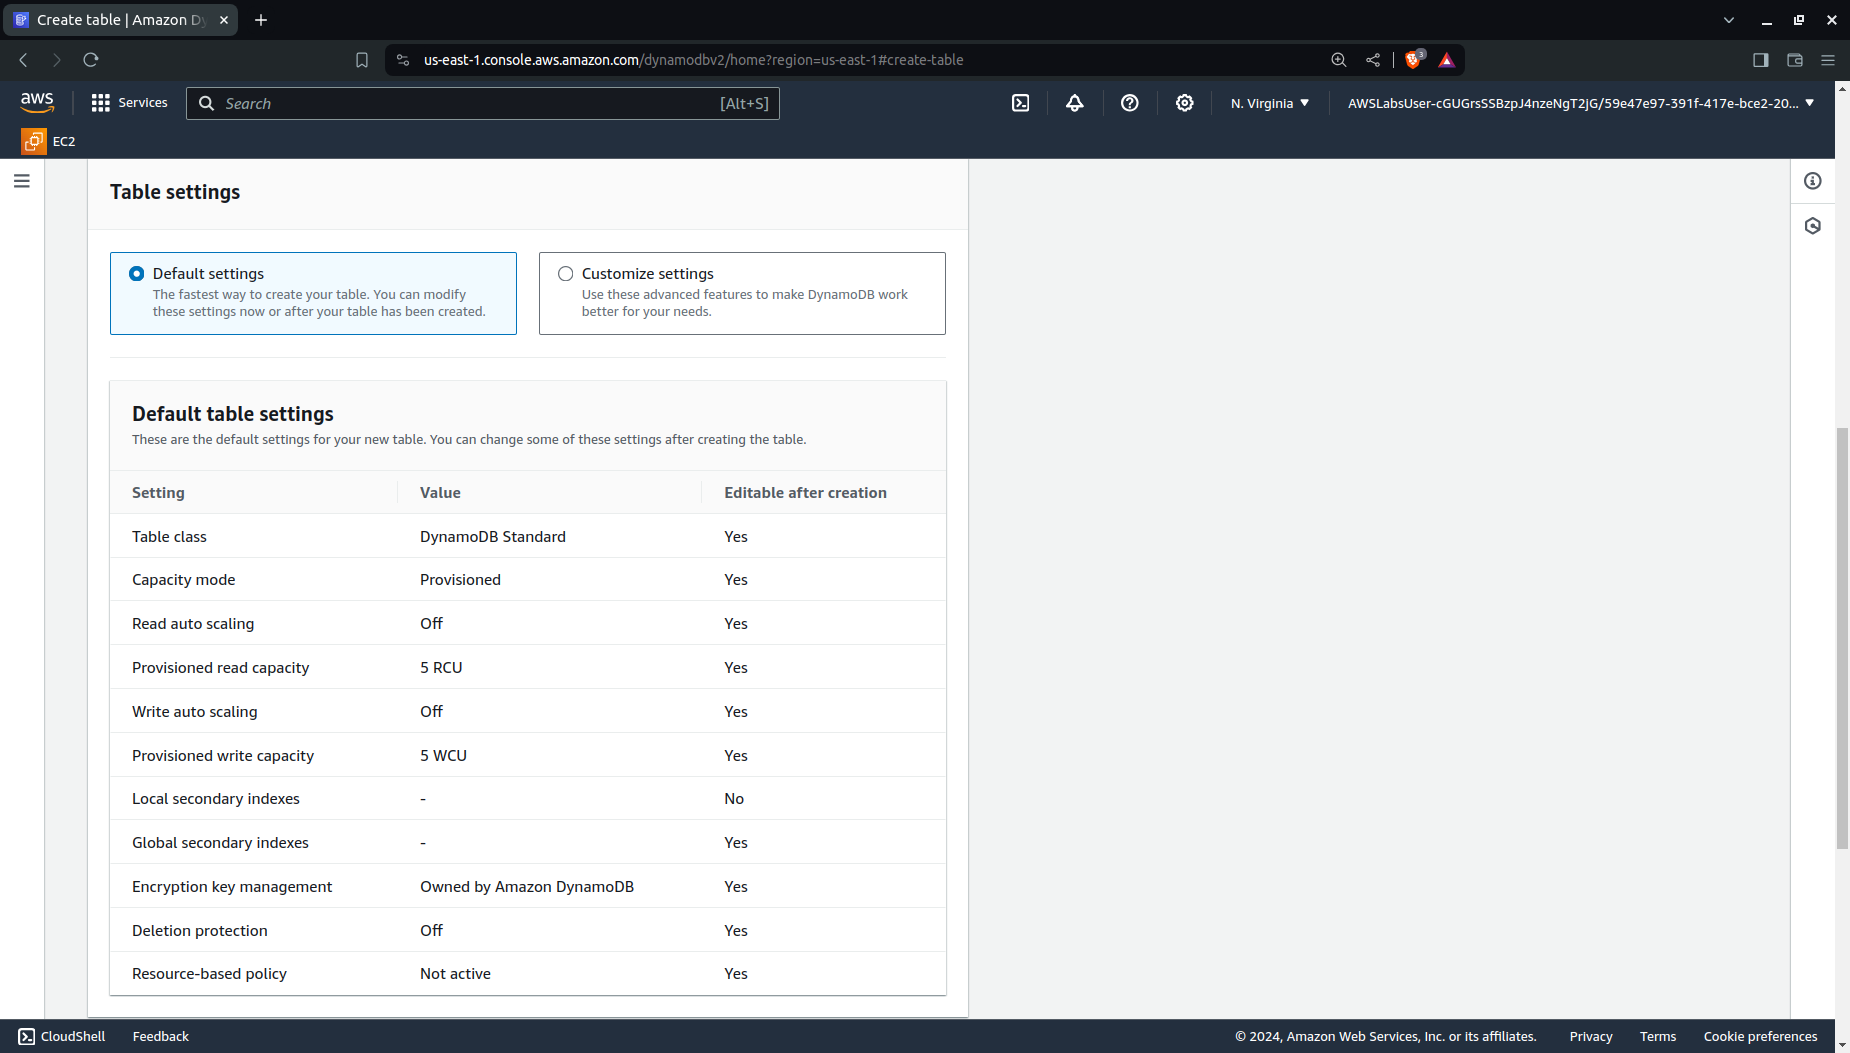 Create table | Amazon Dy
us-east-1.console.aws.amazon.com/dynamodbv2/home?region=us-east-1#create-table
3
aws
Services
Search
[Alt+S]
N. Virginia
AWSLabsUser-cGUGrsSSBzpJ4nzeNgT2jG/59e47e97-391f-417e-bce2-20...
EC2
Table settings
Default settings
The fastest way to create your table. You can modify
these settings now or after your table has been created.
Customize settings
Use these advanced features to make DynamoDB work
better for your needs.
Default table settings
These are the default settings for your new table. You can change some of these settings after creating the table.
Setting Value Editable after creation
Table class DynamoDB Standard Yes
Capacity mode Provisioned Yes
Read auto scaling Off Yes
Provisioned read capacity 5 RCU Yes
Write auto scaling Off Yes
Provisioned write capacity 5 WCU Yes
Local secondary indexes - No
Global secondary indexes - Yes
Encryption key management Owned by Amazon DynamoDB Yes
Deletion protection Off Yes
Resource-based policy Not active Yes
CloudShell Feedback © 2024, Amazon Web Services, Inc. or its affiliates. Privacy Terms Cookie preferences